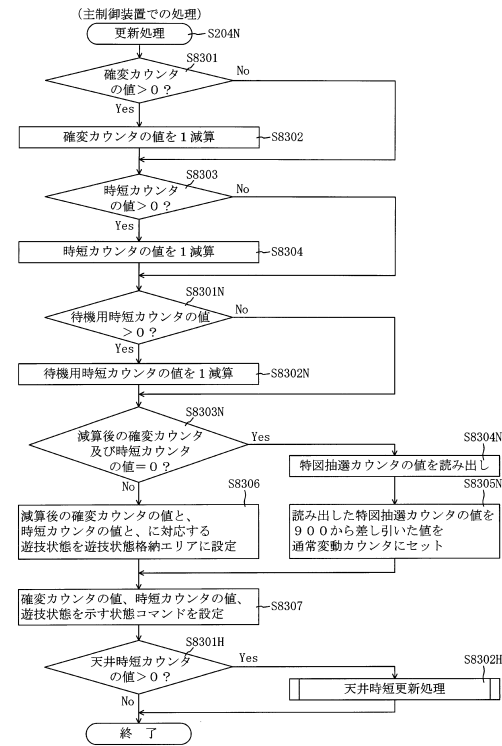 （主制御装置での処理）
更新処理
S204N
S8301
確変カウンタ
の値＞０？
No
Yes
確変カウンタの値を１減算
S8302
S8303
時短カウンタ
の値＞０？
No
Yes
時短カウンタの値を１減算
S8304
S8301N
待機用時短カウンタの値
＞０？
No
Yes
待機用時短カウンタの値を１減算
S8302N
S8303N
減算後の確変カウンタ
及び時短カウンタ
の値＝０？
Yes
No
S8304N
特図抽選カウンタの値を読み出し
S8305N
読み出した特図抽選カウンタの値を
９００から差し引いた値を
通常変動カウンタにセット
S8306
減算後の確変カウンタの値と、
時短カウンタの値と、に対応する
遊技状態を遊技状態格納エリアに設定
確変カウンタの値、時短カウンタの値、
遊技状態を示す状態コマンドを設定
S8307
S8301H
天井時短カウンタ
の値＞０？
Yes
No
S8302H
天井時短更新処理
終 了